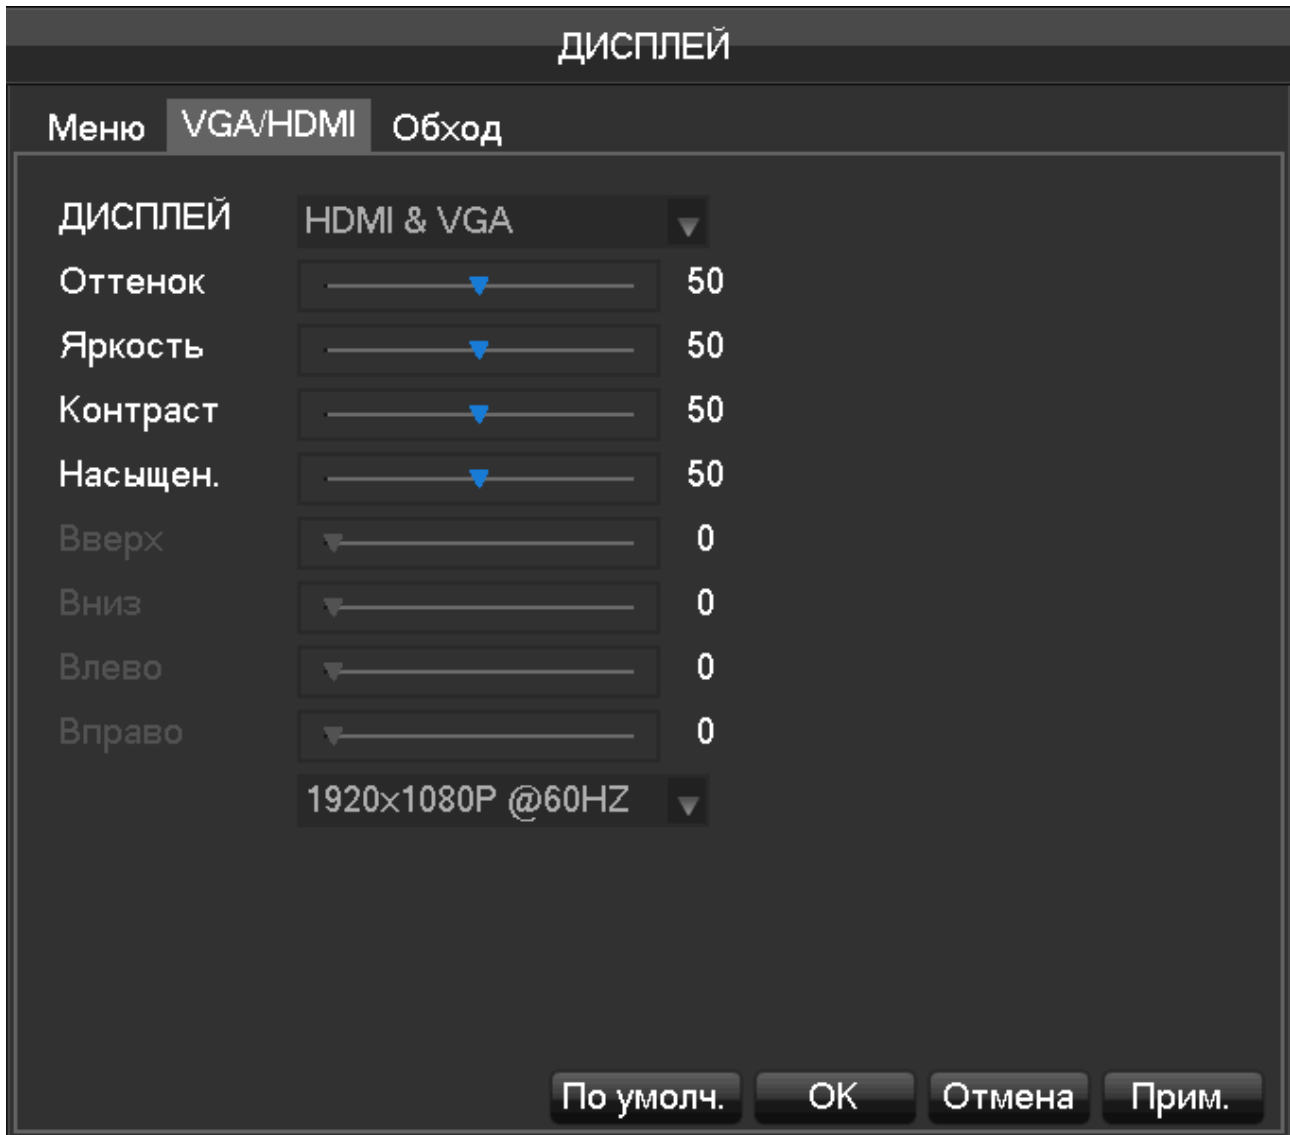 ДИСПЛЕЙ
Меню VGA/HDMI Обход
ДИСПЛЕЙ HDMI & VGA
Оттенок 50
Яркость 50
Контраст 50
Насыщен. 50
Вверх 0
Вниз 0
Влево 0
Вправо 0
1920x1080P @60HZ
По умолч. OK Отмена Прим.